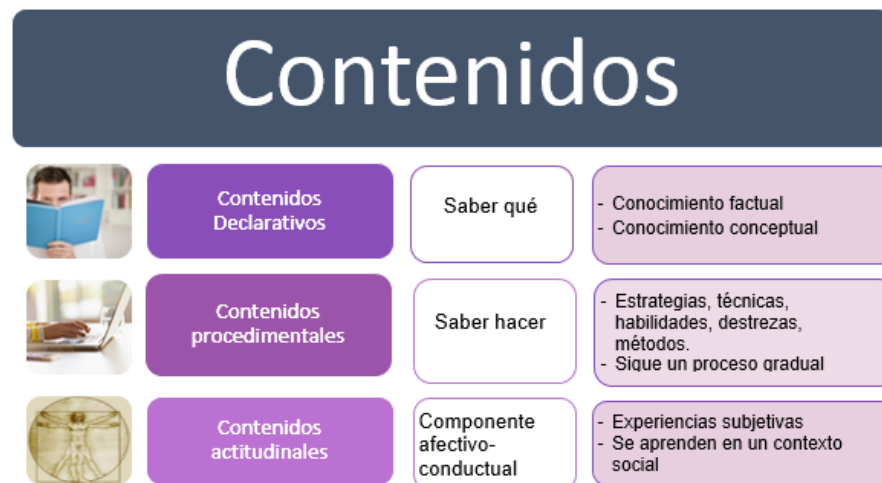 Contenidos
Contenidos
Declarativos
Saber qué
- Conocimiento factual
- Conocimiento conceptual
Contenidos
procedimentales
Saber hacer
- Estrategias, técnicas,
habilidades, destrezas,
métodos.
- Sigue un proceso gradual
Contenidos
actitudinales
Componente
afectivo-
conductual
- Experiencias subjetivas
- Se aprenden en un contexto
social